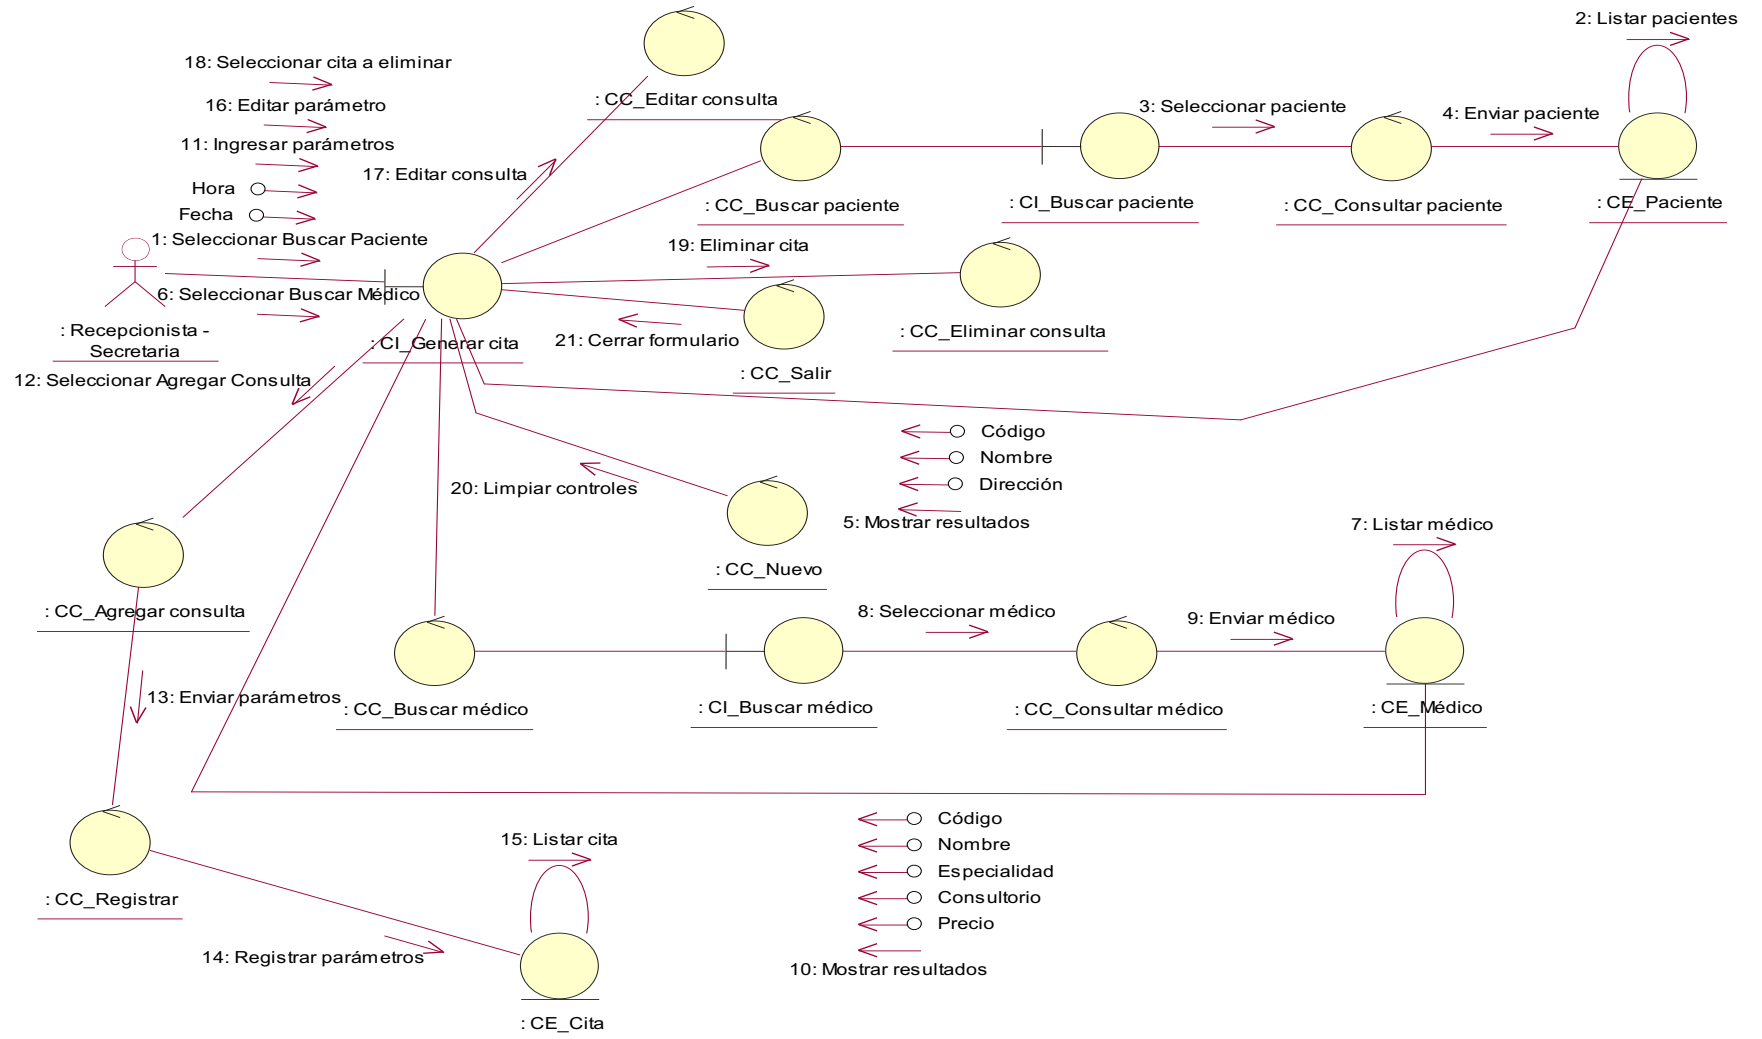 2: Listar pacientes
18: Seleccionar cita a eliminar
: CC_Editar consulta
16: Editar parámetro
3: Seleccionar paciente
4: Enviar paciente
11: Ingresar parámetros
17: Editar consulta
Hora
Fecha
: CC_Buscar paciente
: CI_Buscar paciente
: CC_Consultar paciente
: CE_Paciente
1: Seleccionar Buscar Paciente
19: Eliminar cita
6: Seleccionar Buscar Médico
: Recepcionista -
Secretaria
: CI_Generar cita
21: Cerrar formulario
: CC_Eliminar consulta
: CC_Salir
12: Seleccionar Agregar Consulta
Código
Nombre
Dirección
5: Mostrar resultados
20: Limpiar controles
: CC_Nuevo
7: Listar médico
: CC_Agregar consulta
8: Seleccionar médico
9: Enviar médico
13: Enviar parámetros
: CC_Buscar médico
: CI_Buscar médico
: CC_Consultar médico
: CE_Médico
Código
Nombre
Especialidad
Consultorio
Precio
10: Mostrar resultados
15: Listar cita
: CC_Registrar
14: Registrar parámetros
: CE_Cita